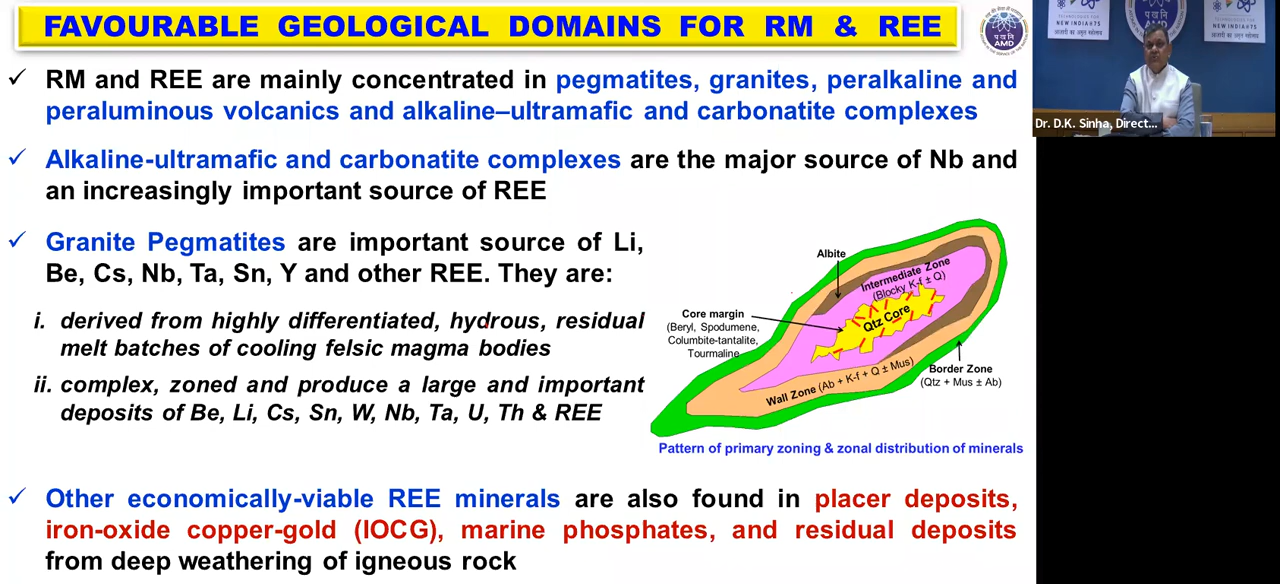 FAVOURABLE GEOLOGICAL DOMAINS FOR RM & REE
AMD
TECHNOLOGIES FOR
NEW INDIA@75
Dr. D.K. Sinha, Direct...
✓ RM and REE are mainly concentrated in pegmatites, granites, peralkaline and
peraluminous volcanics and alkaline–ultramafic and carbonatite complexes
✓ Alkaline-ultramafic and carbonatite complexes are the major source of Nb and
an increasingly important source of REE
✓ Granite Pegmatites are important source of Li,
Be, Cs, Nb, Ta, Sn, Y and other REE. They are:
i. derived from highly differentiated, hydrous, residual
melt batches of cooling felsic magma bodies
ii. complex, zoned and produce a large and important
deposits of Be, Li, Cs, Sn, W, Nb, Ta, U, Th & REE
Albite
Intermediate Zone
(Blocky K-f ± Q)
Qtz Core
Core margin
(Beryl, Spodumene,
Columbite-tantalite,
Tourmaline
Wall Zone (Ab + K-f + Q ± Mus)
Border Zone
(Qtz + Mus ± Ab)
Pattern of primary zoning & zonal distribution of minerals
✓ Other economically-viable REE minerals are also found in placer deposits,
iron-oxide copper-gold (IOCG), marine phosphates, and residual deposits
from deep weathering of igneous rock